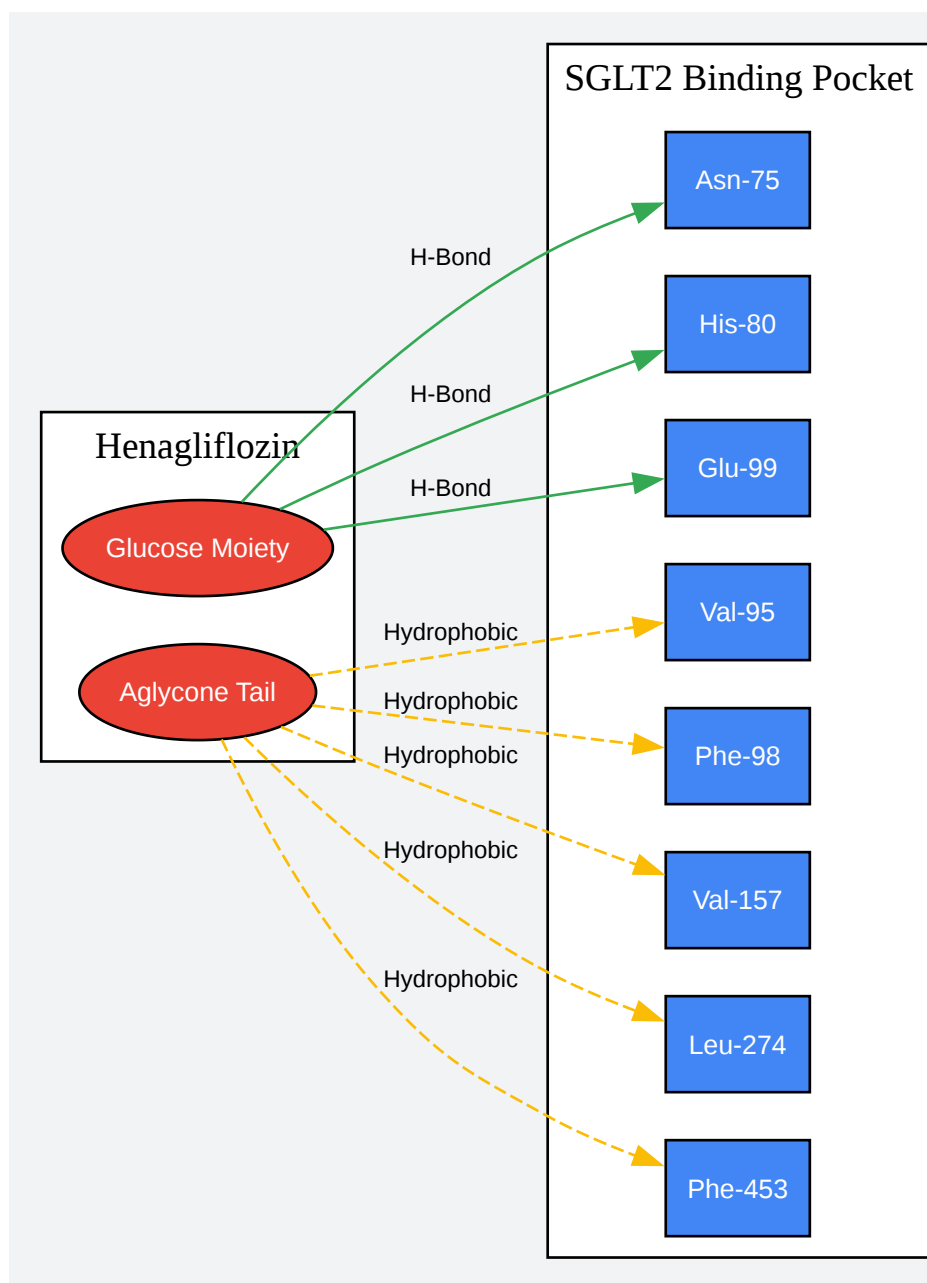 SGLT2 Binding Pocket
Asn-75
H-Bond
His-80
H-Bond
Henagliflozin
Glu-99
H-Bond
Glucose Moiety
Val-95
Hydrophobic
Aglycone Tail
Hydrophobic
Phe-98
Hydrophobic
Hydrophobic
Val-157
Hydrophobic
Leu-274
Phe-453